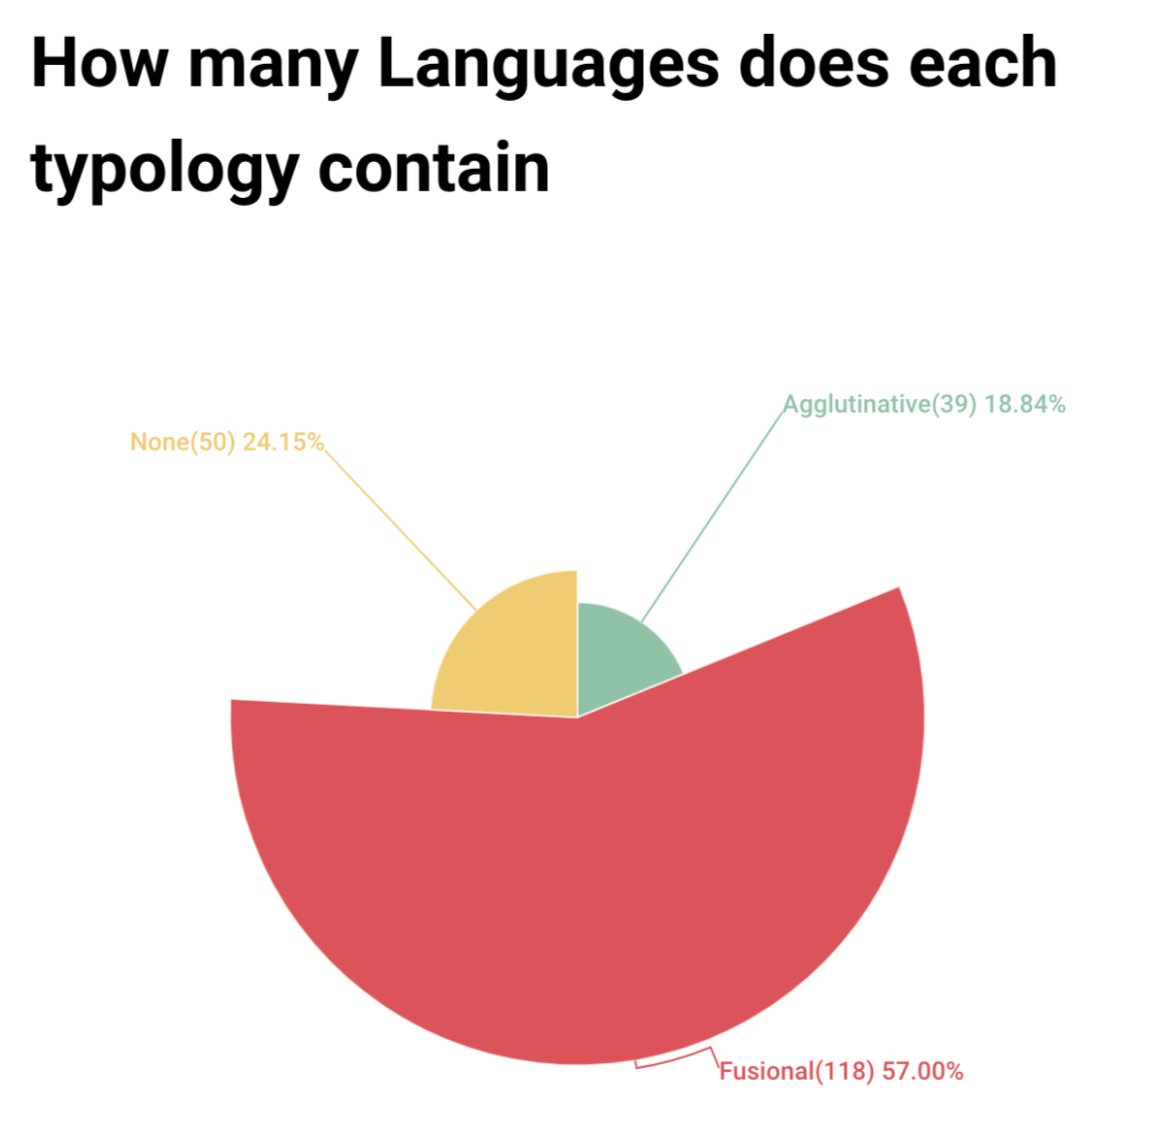 How many Languages does each
typology contain
Agglutinative(39) 18.84%
None(50) 24.15%
Fusional(118) 57.00%